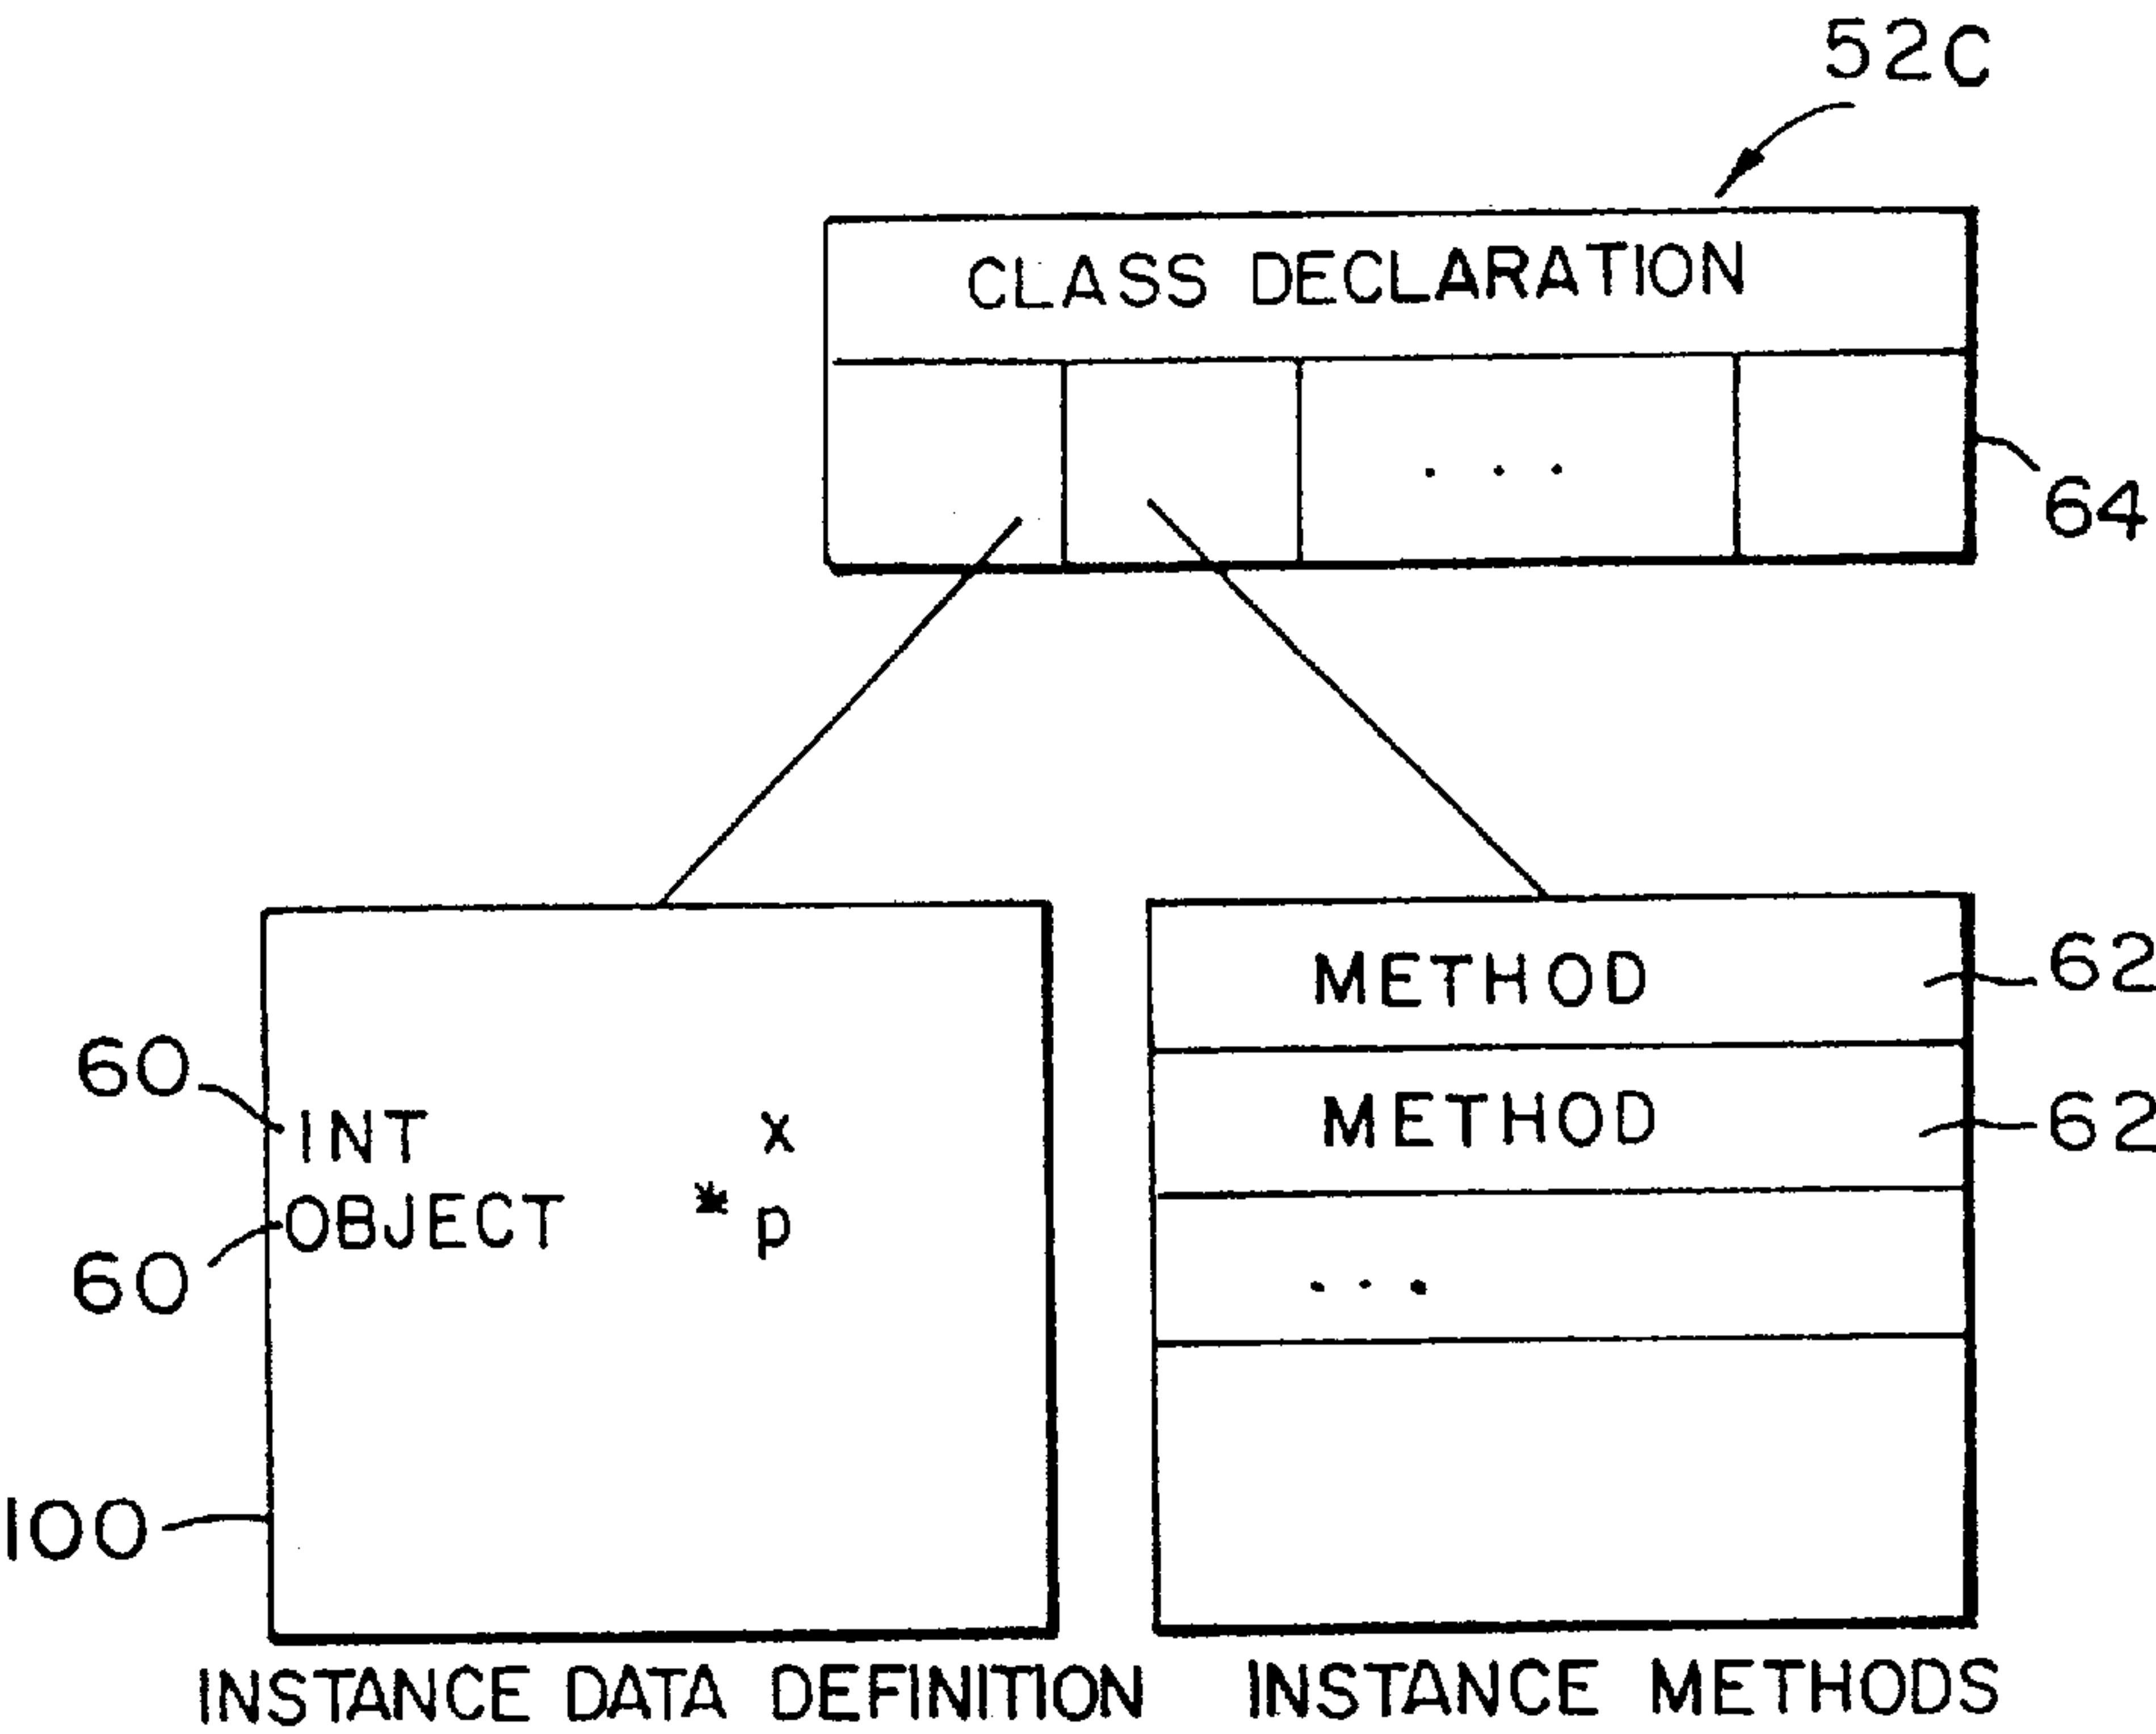 52C
CLASS DECLARATION
. . .
64
METHOD 62
60
INT x
METHOD 62
OBJECT * p
60
. . .
100
INSTANCE DATA DEFINITION
INSTANCE METHODS